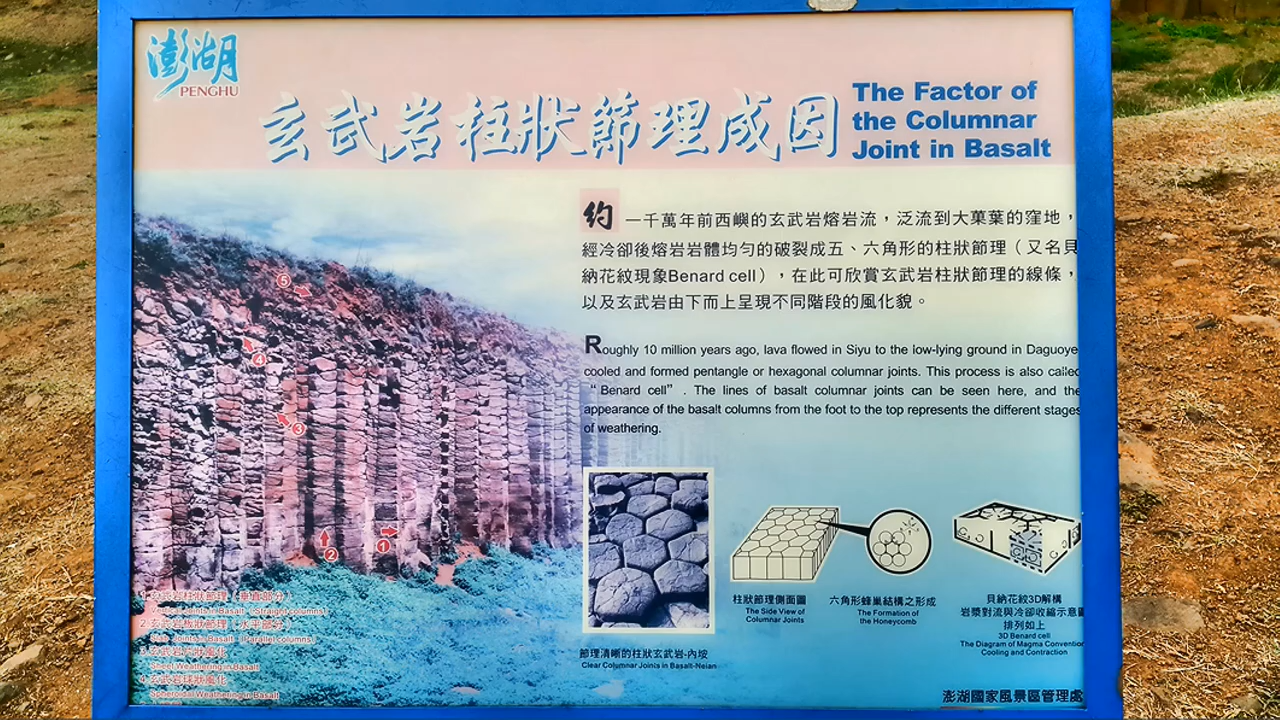 澎湖
PENGHU
玄武岩柱狀節理成因
The Factor of
the Columnar
Joint in Basalt
約一千萬年前西嶼的玄武岩熔岩流，泛流到大菓葉的窪地，
經冷卻後熔岩岩體均勻的破裂成五、六角形的柱狀節理（又名貝
納花紋現象Benard cell），在此可欣賞玄武岩柱狀節理的線條，
以及玄武岩由下而上呈現不同階段的風化貌。
Roughly 10 million years ago, lava flowed in Siyu to the low-lying ground in Daguoye
cooled and formed pentangle or hexagonal columnar joints. This process is also called
“ Benard cell” . The lines of basalt columnar joints can be seen here, and the
appearance of the basalt columns from the foot to the top represents the different stages
of weathering.
5
4
3
2
1
1.玄武岩柱狀節理（垂直部分）
Vertical Joints in Basalt（Straight columns）
2.玄武岩板狀節理（水平部分）
Slab Joints in Basalt（Parallel columns）
3.玄武岩片狀風化
Sheet Weathering in Basalt
4.玄武岩球狀風化
Spheroidal Weathering in Basalt
節理清晰的柱狀玄武岩-內垵
Clear Columnar Joints in Basalt-Neian
柱狀節理側面圖
The Side View of
Columnar Joints
六角形蜂巢結構之形成
The Formation of
the Honeycomb
貝納花紋3D解構
岩漿對流與冷卻收縮示意圖
排列如上
3D Benard cell
The Diagram of Magma Convention
Cooling and Contraction
澎湖國家風景區管理處